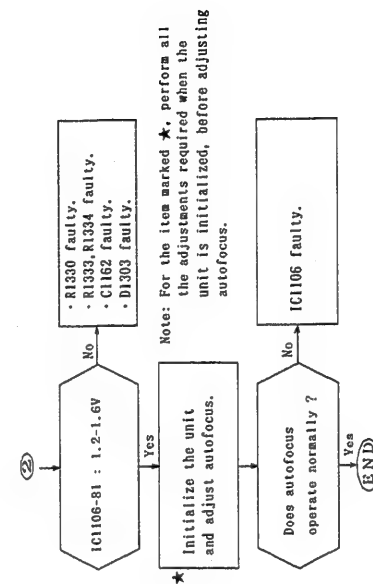 ②
IC1106-81 : 1.2-1.6V
No
· R1330 faulty.
· R1333,R1334 faulty.
· C1162 faulty.
· D1303 faulty.
Yes
★
Initialize the unit
and adjust autofocus.
Note: For the item marked ★, perform all
the adjustments required when the
unit is initialized, before adjusting
autofocus.
Does autofocus
operate normally ?
No
IC1106 faulty.
Yes
END